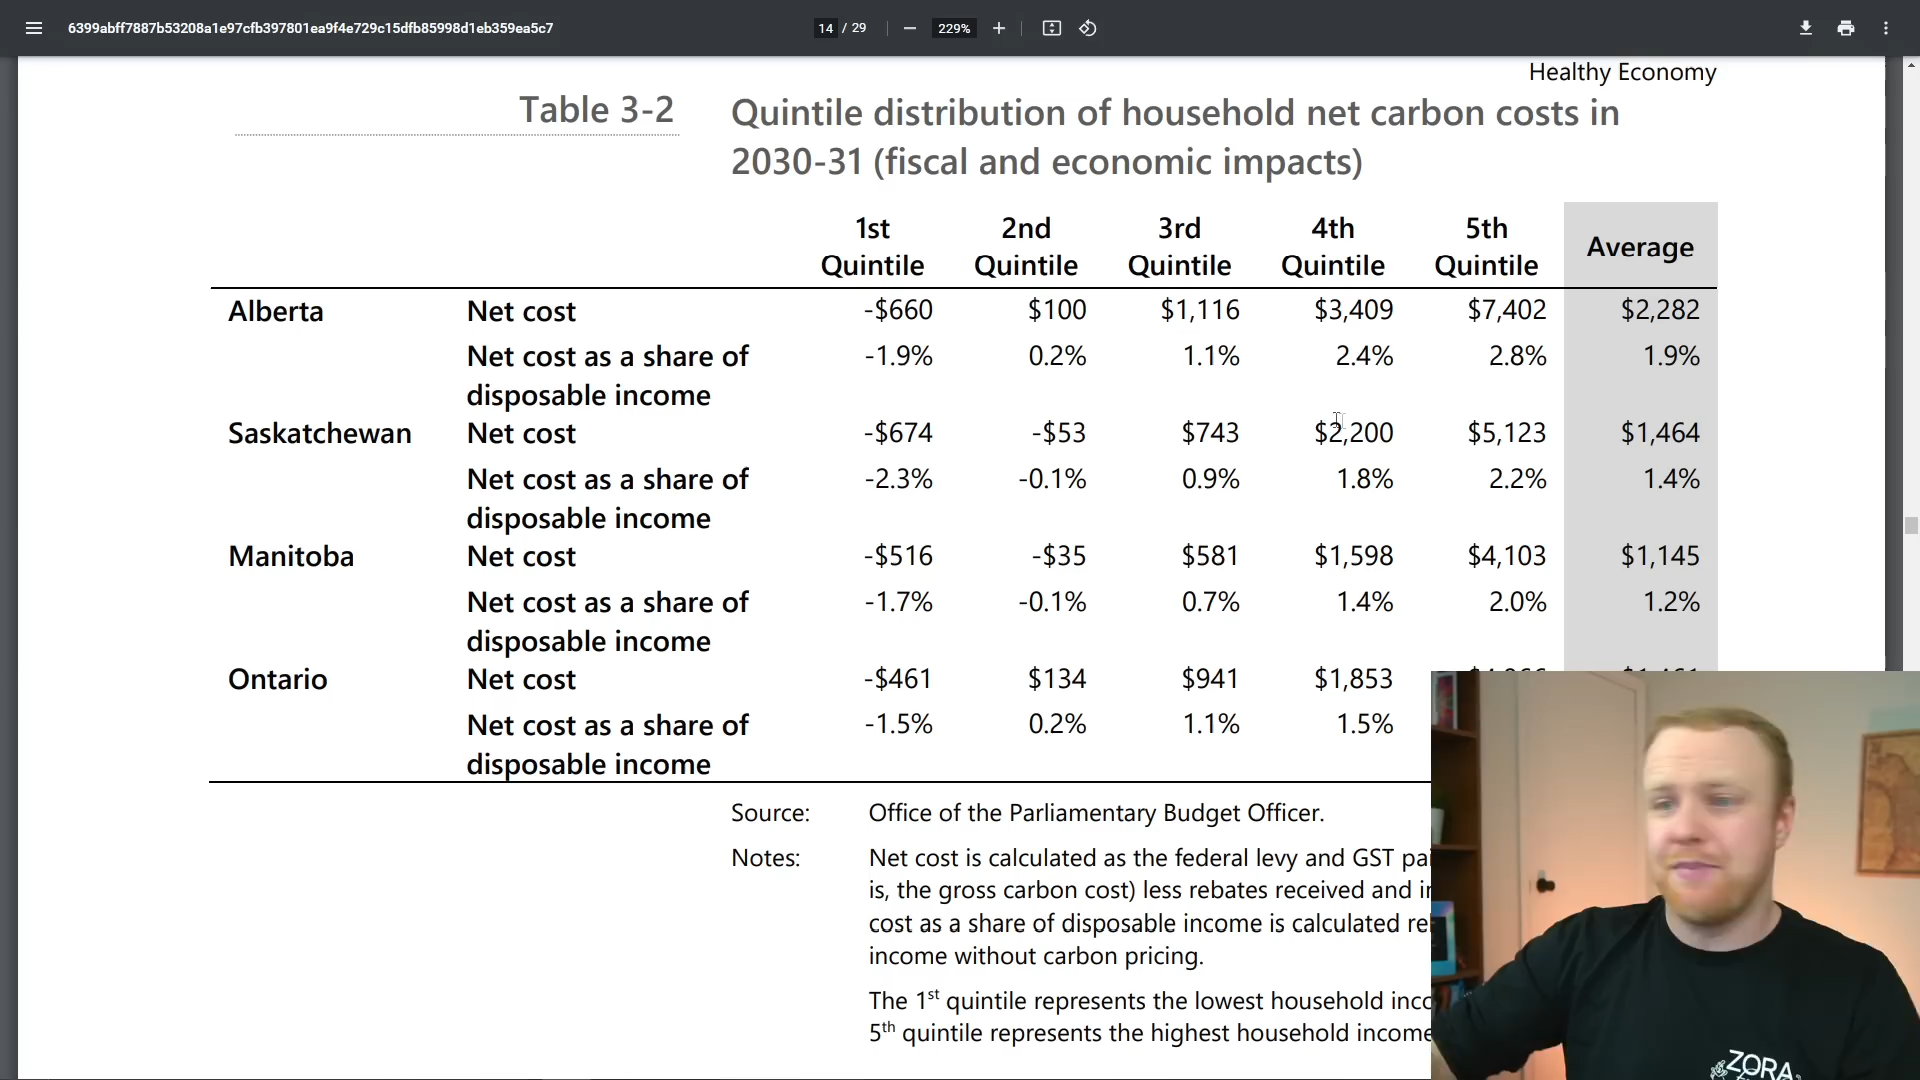 6399abff7887b53208a1e97cfb397801ea9f4e729c15dfb85998d1eb359ea5c7 14 / 29 229%
Healthy Economy
Table 3-2 Quintile distribution of household net carbon costs in
2030-31 (fiscal and economic impacts)
1st 2nd 3rd 4th 5th Average
Quintile Quintile Quintile Quintile Quintile
Alberta Net cost -$660 $100 $1,116 $3,409 $7,402 $2,282
Net cost as a share of -1.9% 0.2% 1.1% 2.4% 2.8% 1.9%
disposable income
Saskatchewan Net cost -$674 -$53 $743 $2,200 $5,123 $1,464
Net cost as a share of -2.3% -0.1% 0.9% 1.8% 2.2% 1.4%
disposable income
Manitoba Net cost -$516 -$35 $581 $1,598 $4,103 $1,145
Net cost as a share of -1.7% -0.1% 0.7% 1.4% 2.0% 1.2%
disposable income
Ontario Net cost -$461 $134 $941 $1,853
Net cost as a share of -1.5% 0.2% 1.1% 1.5%
disposable income
Source: Office of the Parliamentary Budget Officer.
Notes: Net cost is calculated as the federal levy and GST
is, the gross carbon cost) less rebates received and
cost as a share of disposable income is calculated
income without carbon pricing.
The 1st quintile represents the lowest household
5th quintile represents the highest household income
ZORA